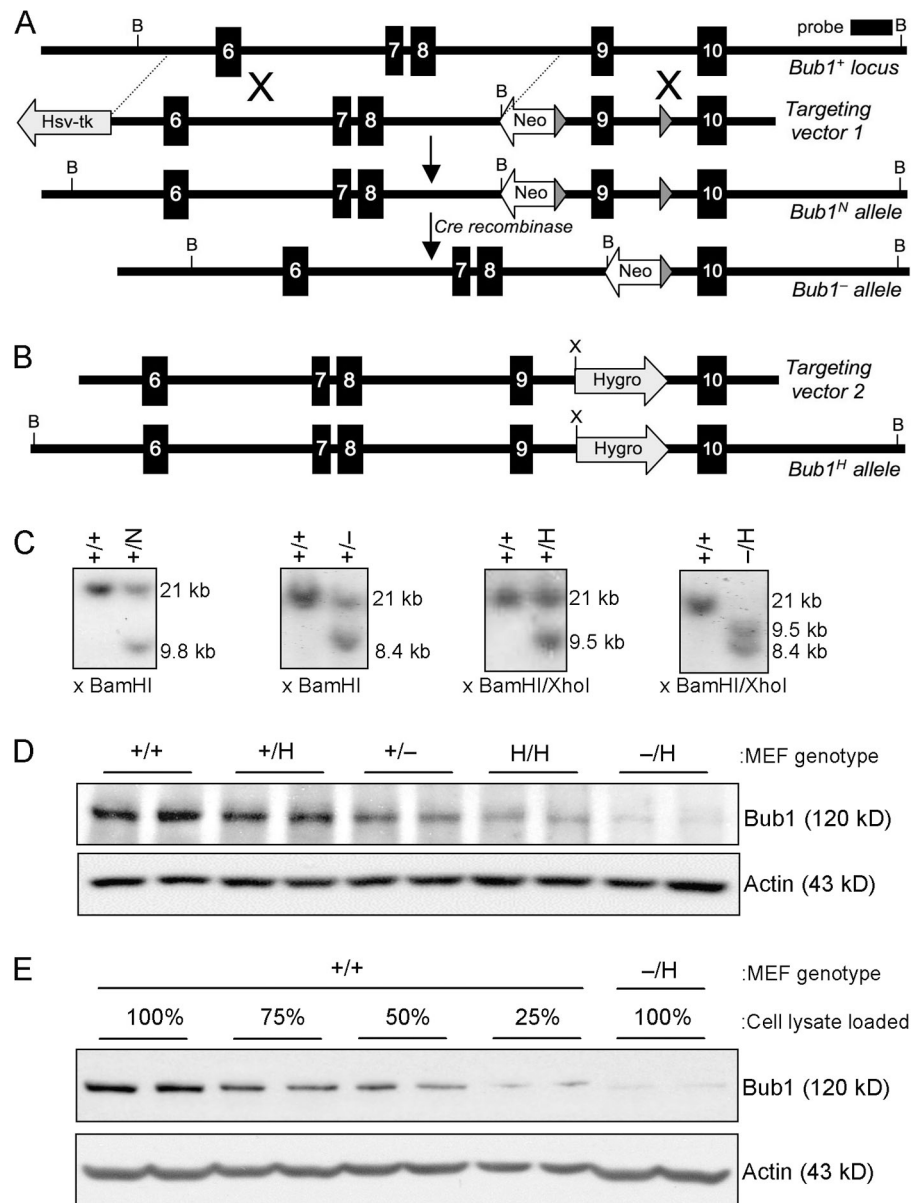 A
B
6
7
8
9
10
probe
B
Bub1⁺ locus
X
X
Hsv-tk
6
7
8
B
Neo
9
10
Targeting
vector 1
B
6
7
8
B
Neo
9
10
B
Bub1ᴺ allele
Cre recombinase
B
6
7
8
B
Neo
10
B
Bub1⁻ allele
B
6
7
8
9
X
Hygro
10
Targeting
vector 2
B
6
7
8
9
X
Hygro
10
B
Bub1ᴴ allele
C
+/+ +/N
21 kb
9.8 kb
x BamHI
+/+ +/–
21 kb
8.4 kb
x BamHI
+/+ +/H
21 kb
9.5 kb
x BamHI/XhoI
+/+ –/H
21 kb
9.5 kb
8.4 kb
x BamHI/XhoI
D
+/+ +/H +/– H/H –/H :MEF genotype
Bub1 (120 kD)
Actin (43 kD)
E
+/+ –/H :MEF genotype
100% 75% 50% 25% 100% :Cell lysate loaded
Bub1 (120 kD)
Actin (43 kD)